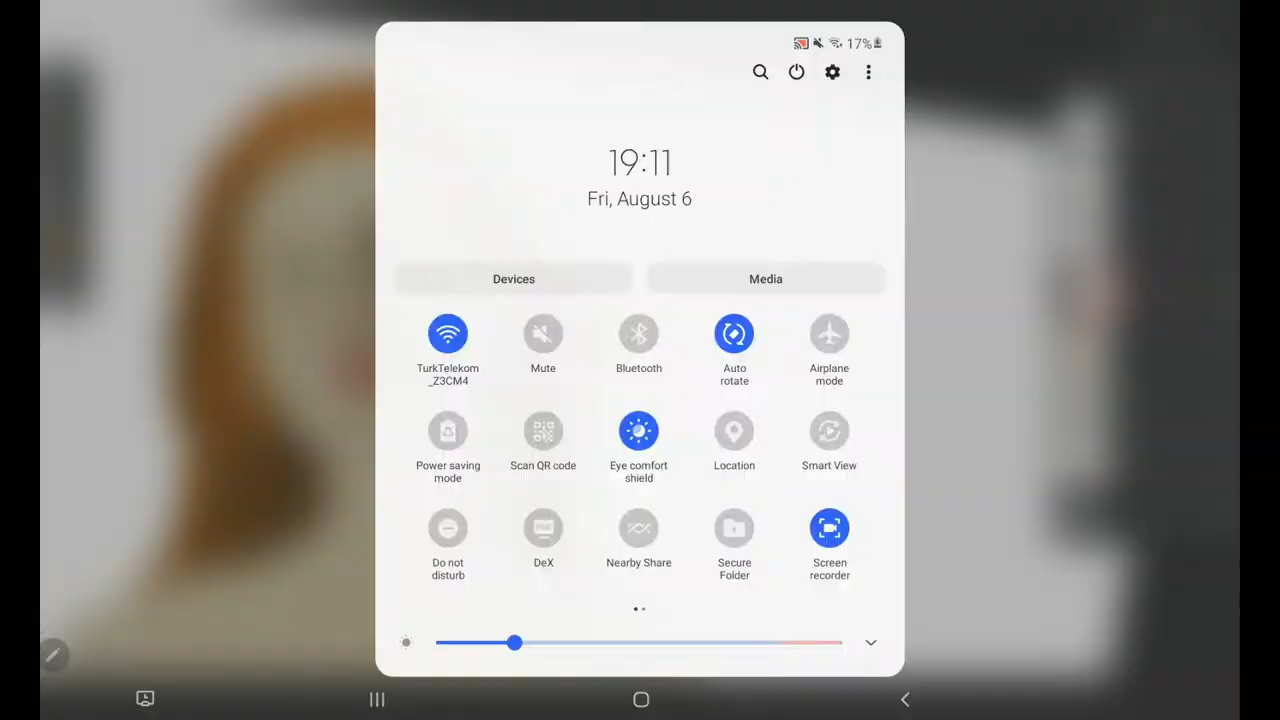 17%
19:11
Fri, August 6
Devices
Media
TurkTelekom
_Z3CM4
Mute
Bluetooth
Auto
rotate
Airplane
mode
Power saving
mode
Scan QR code
Eye comfort
shield
Location
Smart View
Do not
disturb
DeX
Nearby Share
Secure
Folder
Screen
recorder